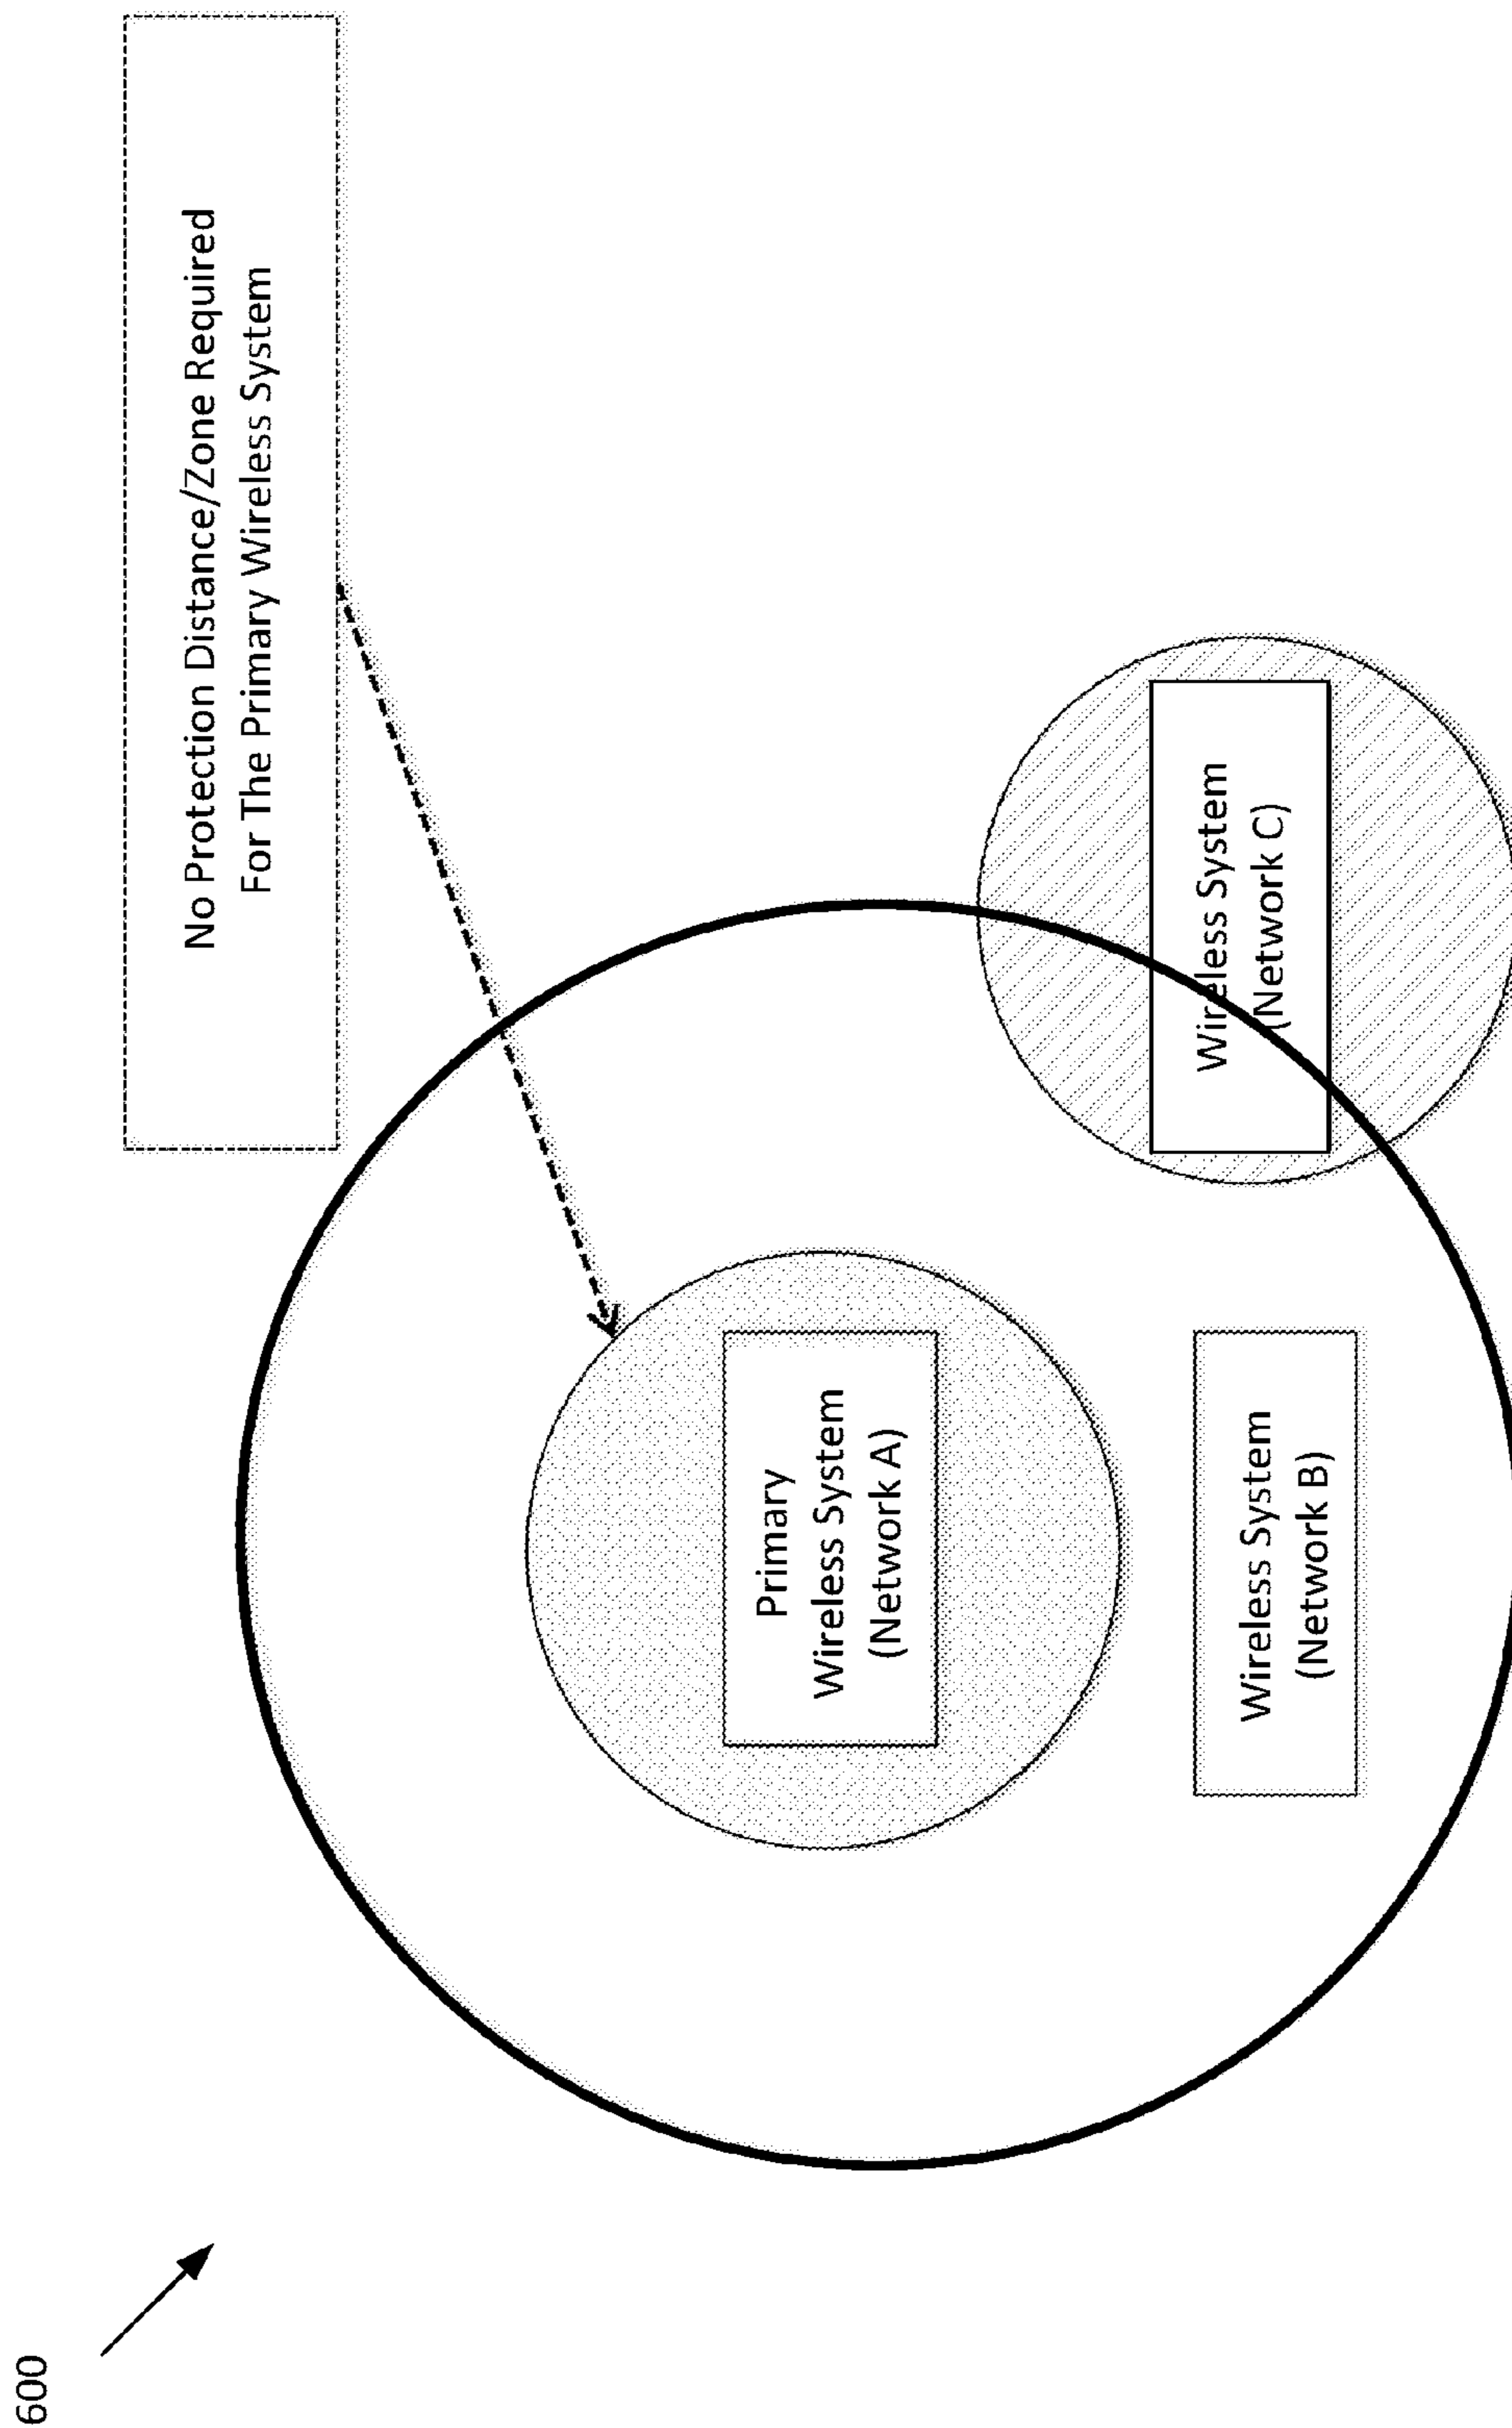 600
No Protection Distance/Zone Required
For The Primary Wireless System
Primary
Wireless System
(Network A)
Wireless System
(Network B)
Wireless System
(Network C)